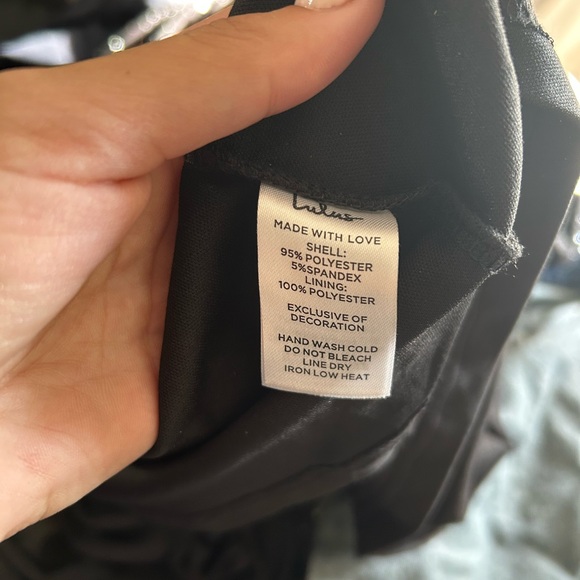 Lulus
MADE WITH LOVE
SHELL:
95% POLYESTER
5%SPANDEX
LINING:
100% POLYESTER
EXCLUSIVE OF
DECORATION
HAND WASH COLD
DO NOT BLEACH
LINE DRY
IRON LOW HEAT